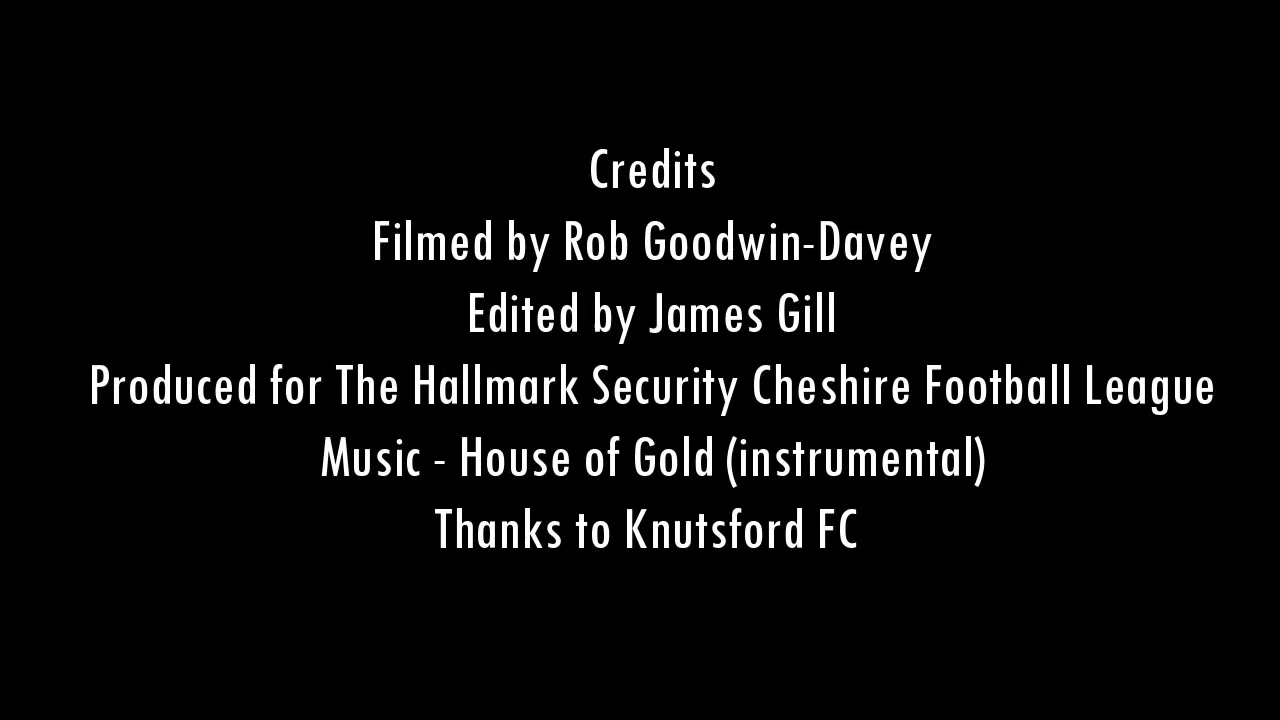 Credits
Filmed by Rob Goodwin-Davey
Edited by James Gill
Produced for The Hallmark Security Cheshire Football League
Music - House of Gold (instrumental)
Thanks to Knutsford FC